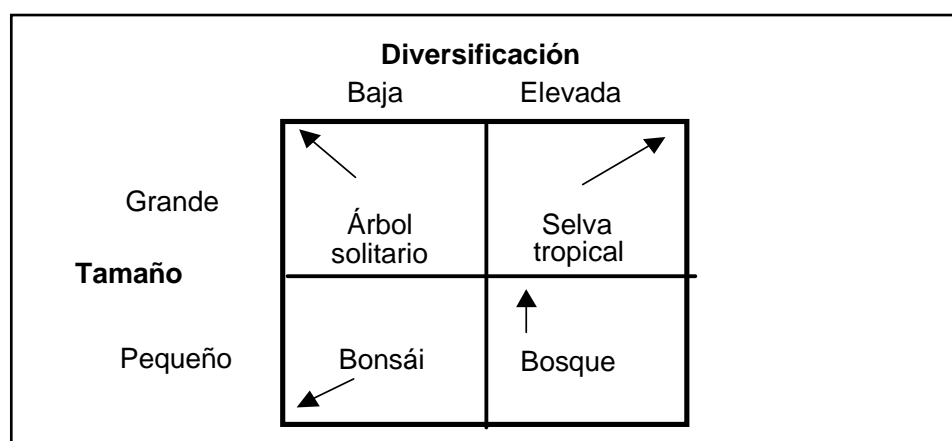 Diversificación
Baja Elevada
Grande
Árbol solitario
Selva tropical
Tamaño
Pequeño
Bonsái
Bosque